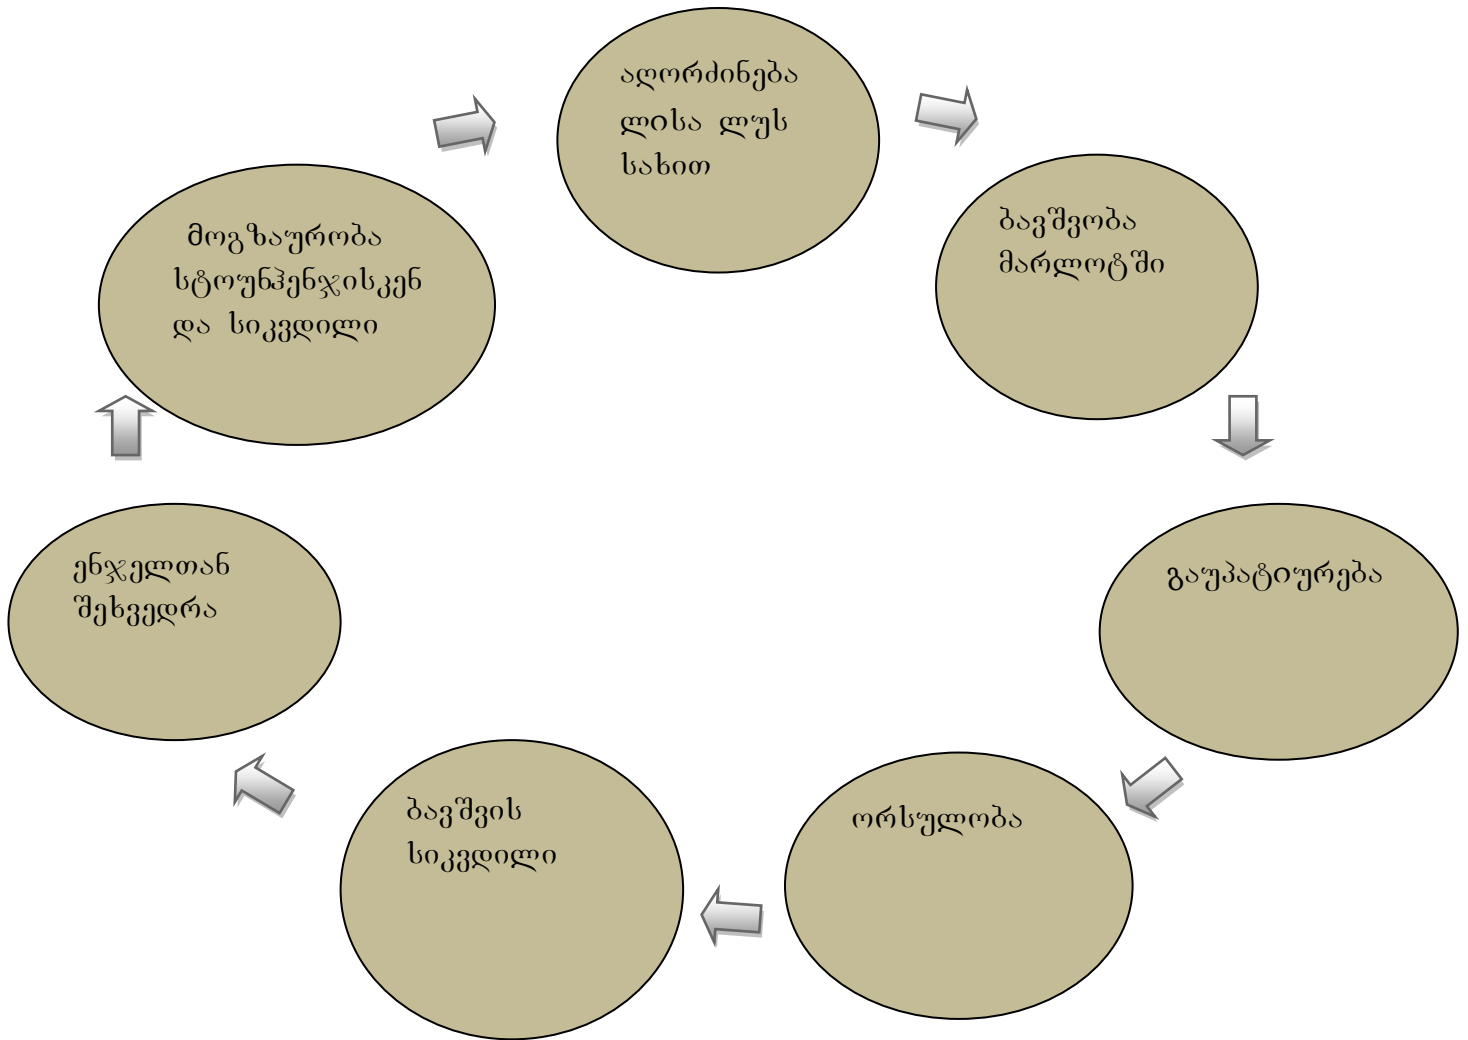 აღორძინება
ლისა ლუს
სახით
ბავშვობა
მარლოტში
გაუპატიურება
ორსულობა
ბავშვის
სიკვდილი
ენჯელთან
შეხვედრა
მოგზაურობა
სტოუნჰენჯისკენ
და სიკვდილი